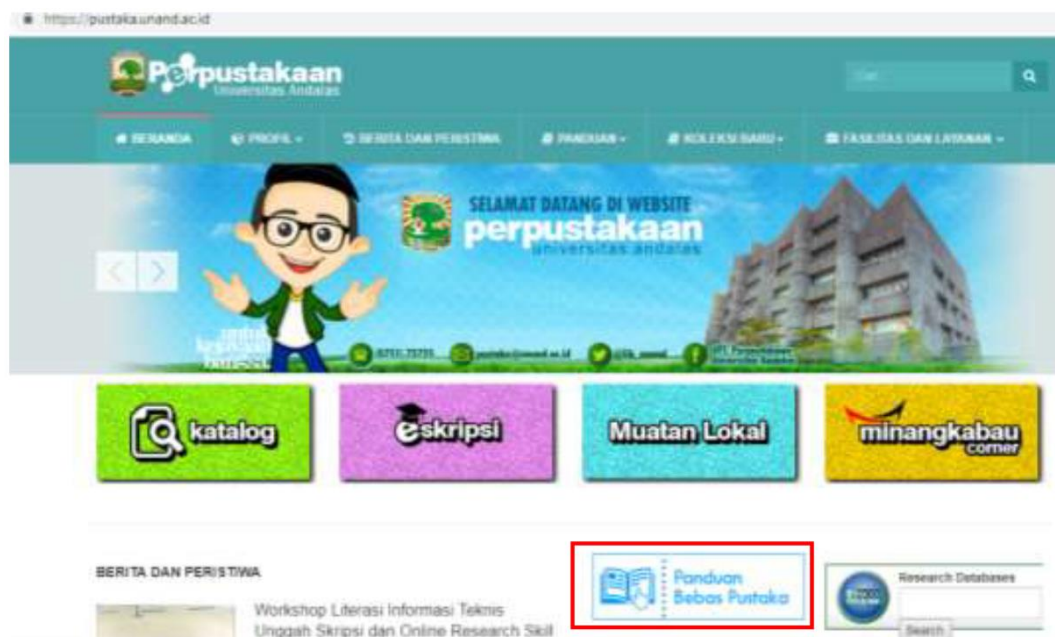 https://pustaka.unand.ac.id
Perpustakaan
Universitas Andalas
BERANDA
PROFIL
BERITA DAN PERISTIWA
PANDUAN
KOLEKSI BARU
FASILITAS DAN LAYANAN
SELAMAT DATANG DI WEBSITE
perpustakaan
universitas andalas
katalog
eskripsi
Muatan Lokal
minangkabau
corner
BERITA DAN PERISTIWA
Workshop Literasi Informasi Teknis
Unggah Skripsi dan Online Research Skill
Panduan
Bebas Pustaka
Research Databases
Search